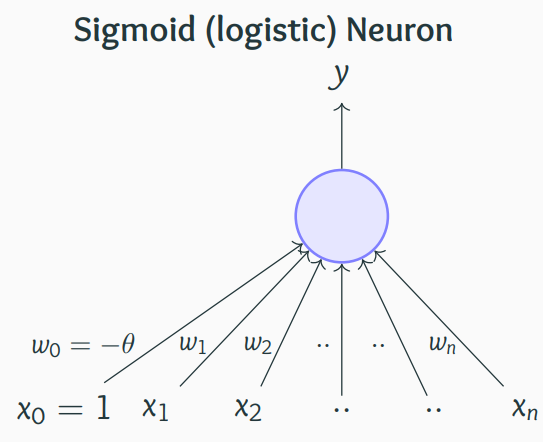 Sigmoid (logistic) Neuron
y
w₀ = −θ w₁ w₂ .. .. wₙ
x₀ = 1 x₁ x₂ .. .. xₙ